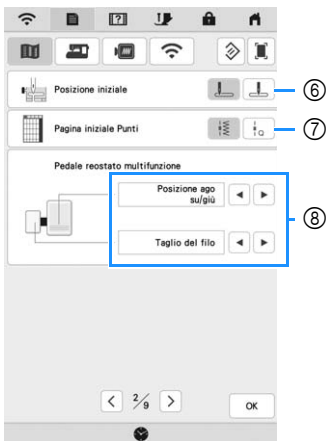 Posizione iniziale
⑥
Pagina iniziale Punti
⑦
Pedale reostato multifunzione
Posizione ago
su/giù
⑧
Taglio del filo
2/9
OK